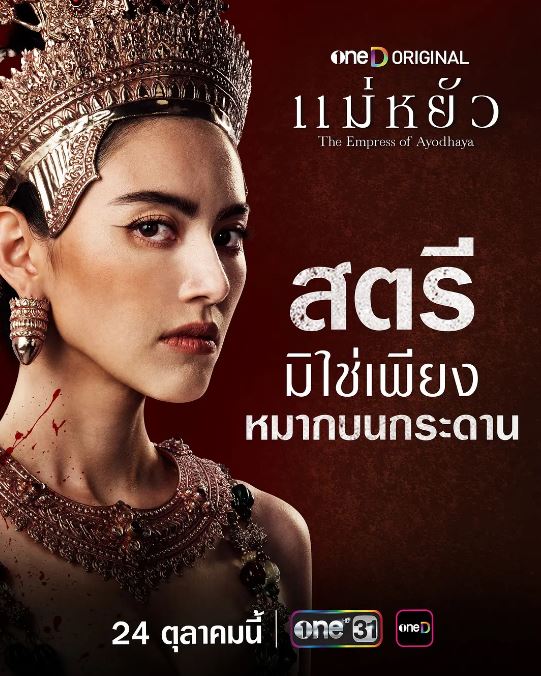 oneD ORIGINAL
แม่หยัว
The Empress of Ayodhaya
สตรี
มิใช่เพียง
หมากบนกระดาน
24 ตุลาคมนี้
one 31
oneD